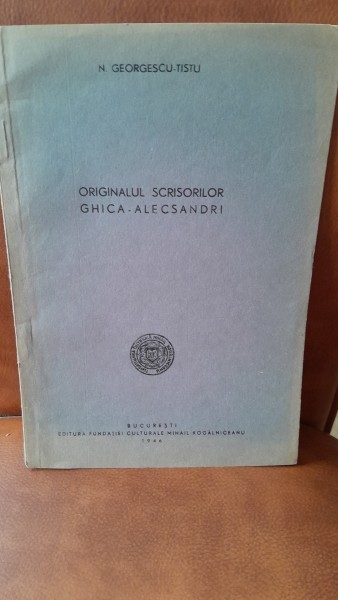 N. GEORGESCU-TISTU
ORIGINALUL SCRISORILOR
GHICA - ALECSANDRI
BUCUREȘTI
EDITURA FUNDAȚIEI CULTURALE MIHAIL KOGĂLNICEANU
1944